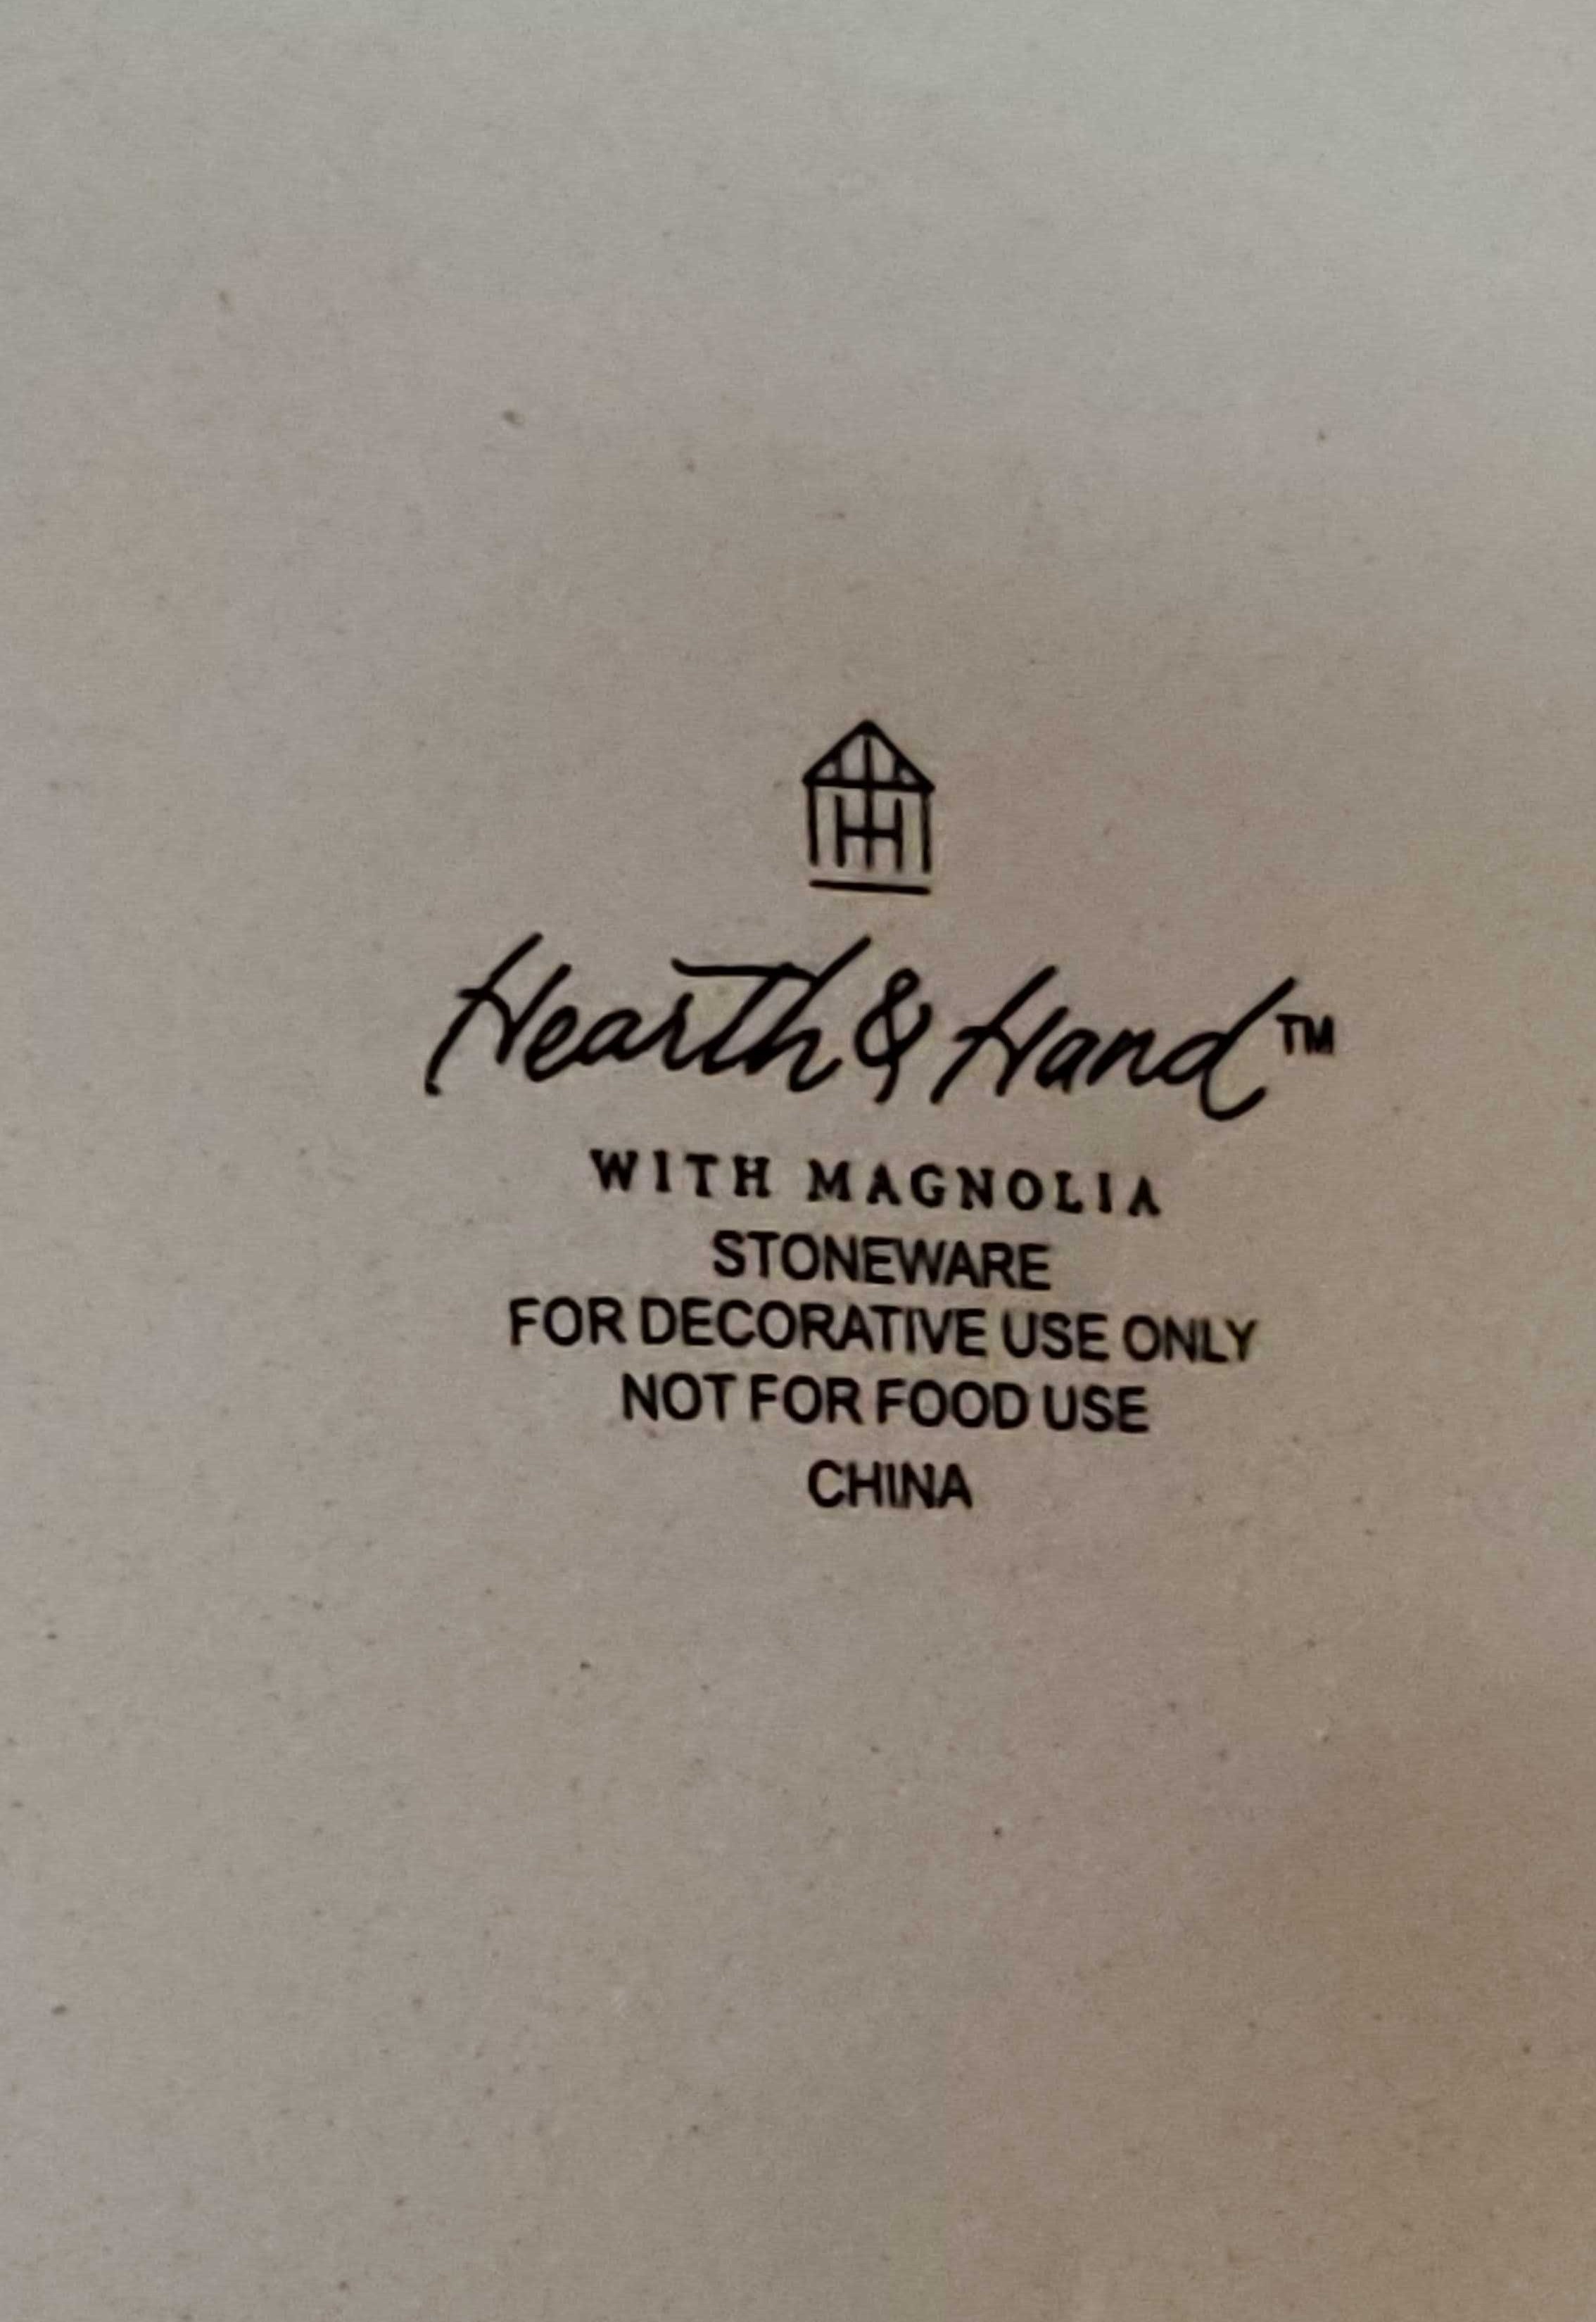 Hearth & Hand™
WITH MAGNOLIA
STONEWARE
FOR DECORATIVE USE ONLY
NOT FOR FOOD USE
CHINA